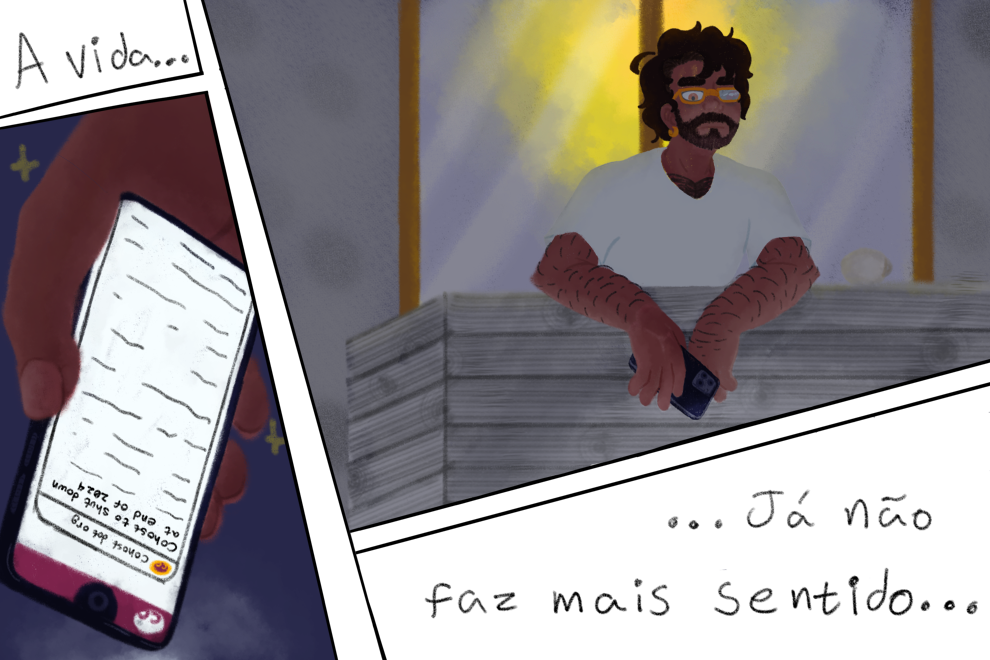 A vida...
Cohost dot org
Cohost to shut down
at end of 2024
...Já não
faz mais sentido...